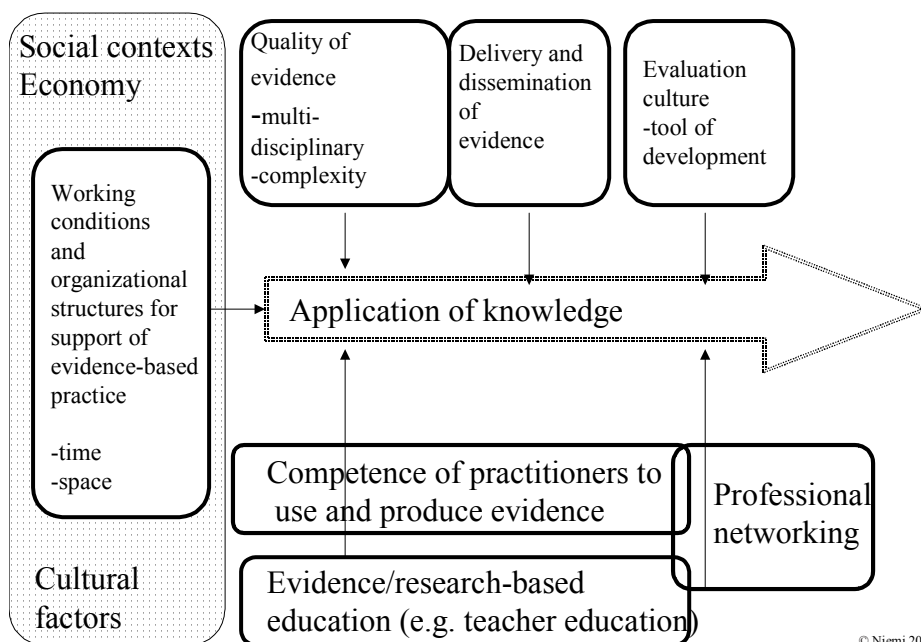 Social contexts
Economy
Working
conditions
and
organizational
structures for
support of
evidence-based
practice
-time
-space
Cultural
factors
Quality of
evidence
-multi-
disciplinary
-complexity
Delivery and
dissemination
of
evidence
Evaluation
culture
-tool of
development
Application of knowledge
Competence of practitioners to
use and produce evidence
Professional
networking
Evidence/research-based
education (e.g. teacher education)
© Niemi 20